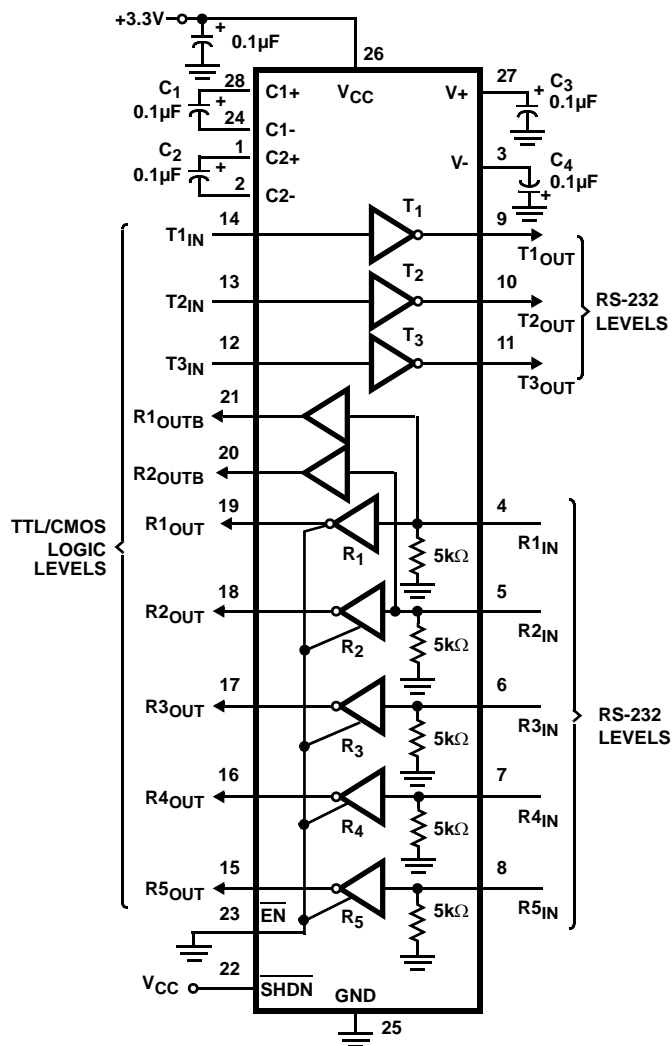 +3.3V
0.1µF
26
28
C1
0.1µF
24
C1+
C1-
VCC
V+
27
C3
0.1µF
1
C2
0.1µF
2
C2+
C2-
V-
3
C4
0.1µF
T1IN
14
T1
9
T1OUT
T2IN
13
T2
10
T2OUT
T3IN
12
T3
11
T3OUT
RS-232
LEVELS
21
R1OUTB
20
R2OUTB
TTL/CMOS
LOGIC
LEVELS
19
R1OUT
R1
5kΩ
4
R1IN
18
R2OUT
R2
5kΩ
5
R2IN
17
R3OUT
R3
5kΩ
6
R3IN
RS-232
LEVELS
16
R4OUT
R4
5kΩ
7
R4IN
15
R5OUT
R5
5kΩ
8
R5IN
23
EN
22
VCC
SHDN
GND
25